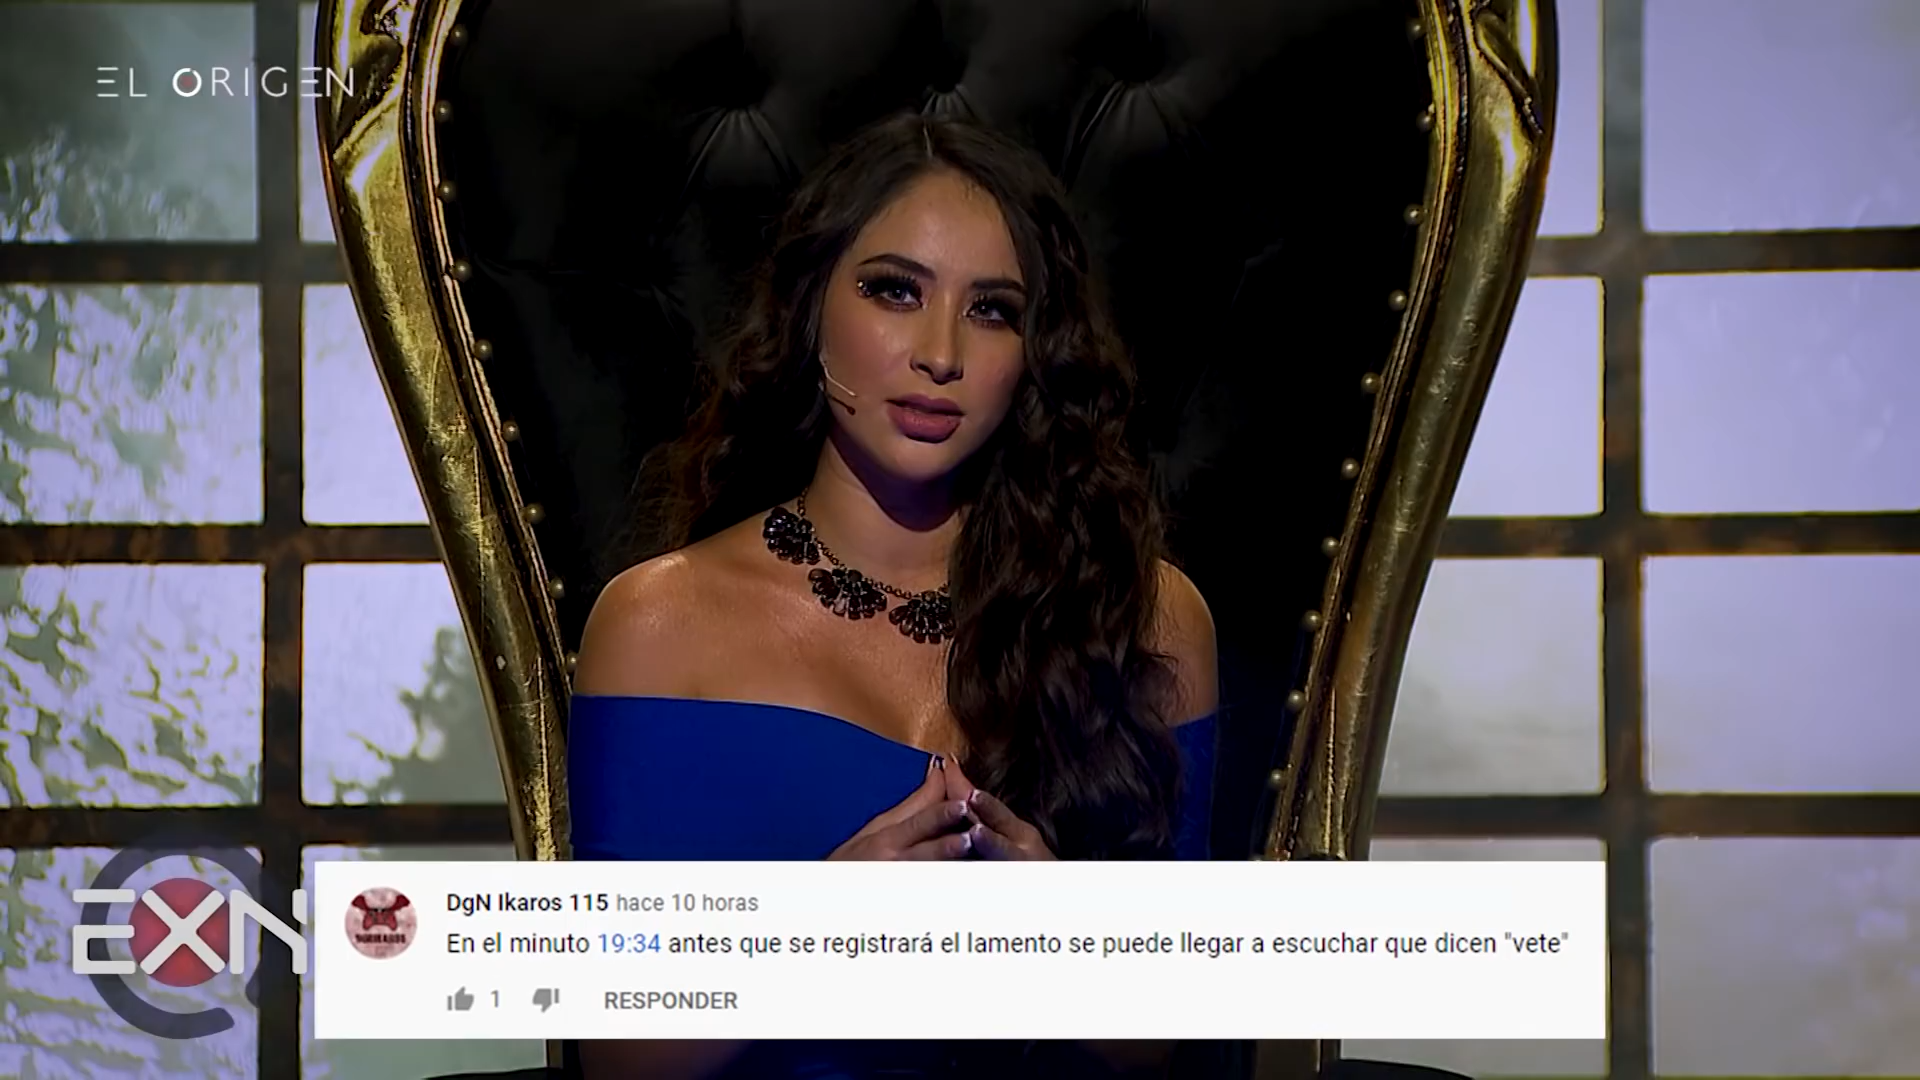 EL ORIGEN
EXN
DgN Ikaros 115 hace 10 horas
En el minuto 19:34 antes que se registrará el lamento se puede llegar a escuchar que dicen "vete"
1
RESPONDER